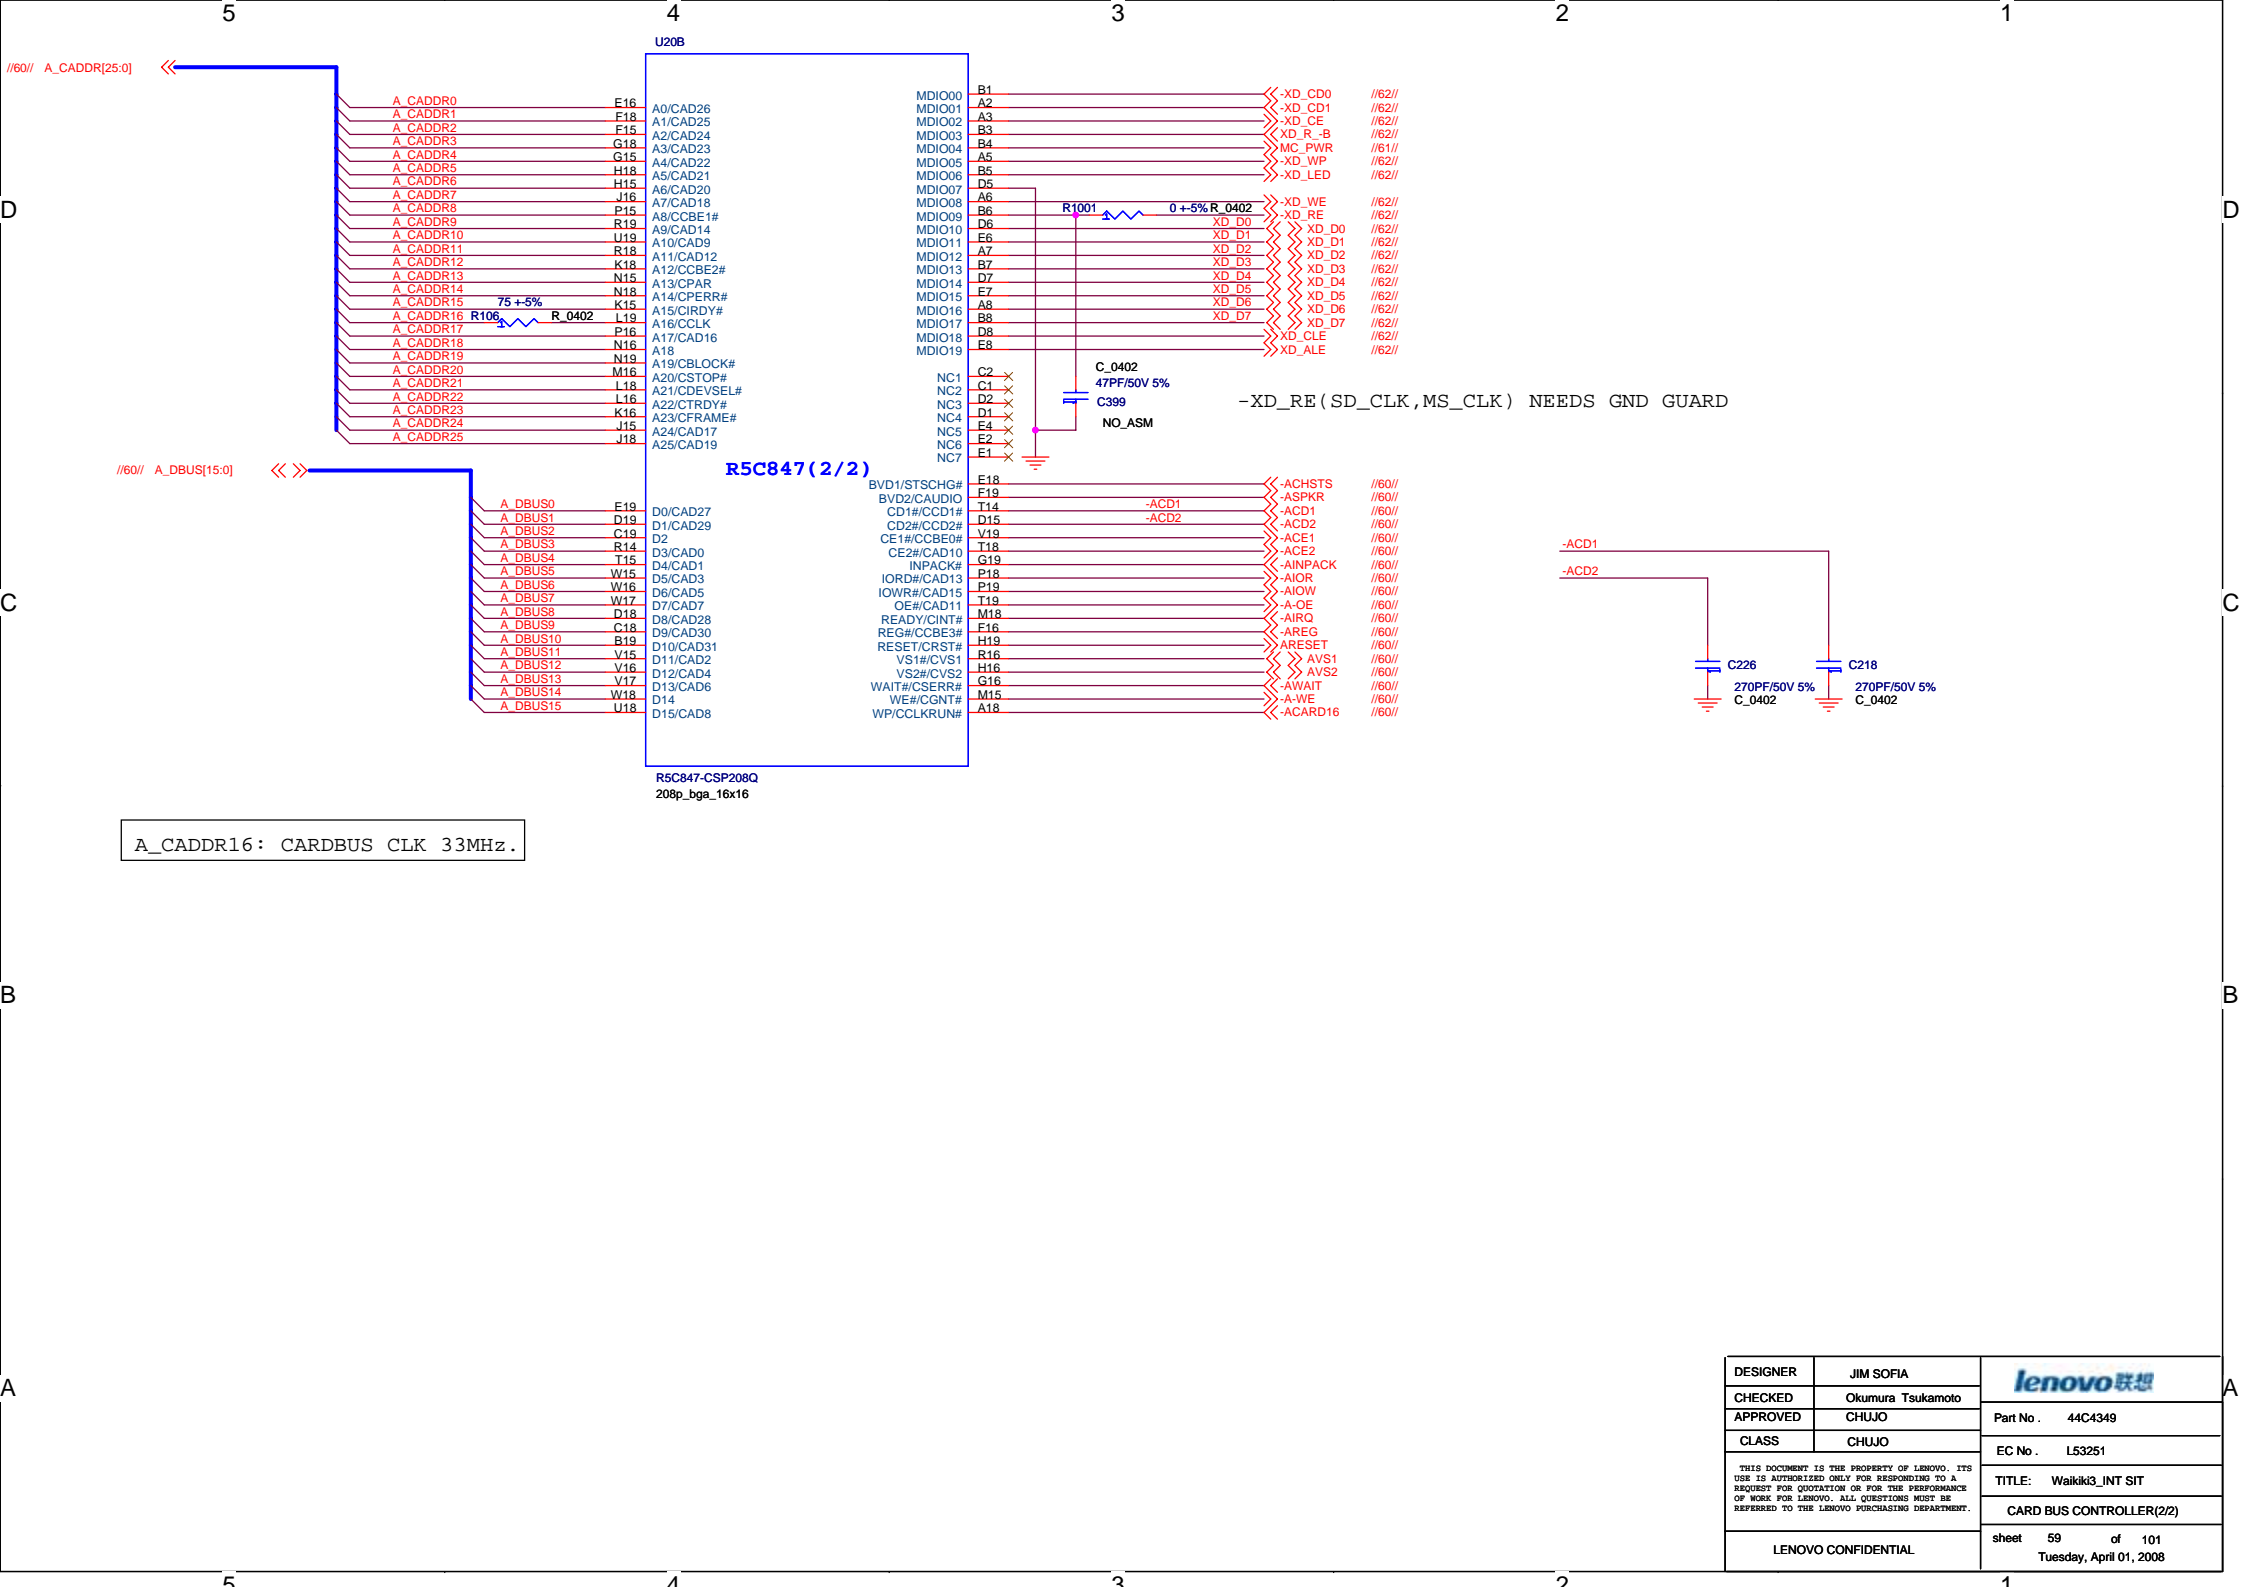 5 4 3 2 1
U20B
//60// A_CADDR[25:0]
A_CADDR0 E16 A0/CAD26
A_CADDR1 F18 A1/CAD25
A_CADDR2 F15 A2/CAD24
A_CADDR3 G18 A3/CAD23
A_CADDR4 G15 A4/CAD22
A_CADDR5 H18 A5/CAD21
A_CADDR6 H15 A6/CAD20
A_CADDR7 J16 A7/CAD18
A_CADDR8 P15 A8/CCBE1#
A_CADDR9 R19 A9/CAD14
A_CADDR10 U19 A10/CAD9
A_CADDR11 R18 A11/CAD12
A_CADDR12 K18 A12/CCBE2#
A_CADDR13 N15 A13/CPAR
A_CADDR14 N18 A14/CPERR#
A_CADDR15 75 +-5% K15 A15/CIRDY#
A_CADDR16 R106 1 R_0402 L19 A16/CCLK
A_CADDR17 P16 A17/CAD16
A_CADDR18 N16 A18
A_CADDR19 N19 A19/CBLOCK#
A_CADDR20 M16 A20/CSTOP#
A_CADDR21 L18 A21/CDEVSEL#
A_CADDR22 L16 A22/CTRDY#
A_CADDR23 K16 A23/CFRAME#
A_CADDR24 J15 A24/CAD17
A_CADDR25 J18 A25/CAD19
MDIO00 B1 -XD_CD0 //62//
MDIO01 A2 -XD_CD1 //62//
MDIO02 A3 -XD_CE //62//
MDIO03 B3 XD_R_-B //62//
MDIO04 B4 MC_PWR //61//
MDIO05 A5 -XD_WP //62//
MDIO06 B5 -XD_LED //62//
MDIO07 D5
MDIO08 A6 -XD_WE //62//
MDIO09 B6 R1001 1 0 +-5% R_0402 -XD_RE //62//
MDIO10 D6 XD_D0 XD_D0 //62//
MDIO11 E6 XD_D1 XD_D1 //62//
MDIO12 A7 XD_D2 XD_D2 //62//
MDIO13 B7 XD_D3 XD_D3 //62//
MDIO14 D7 XD_D4 XD_D4 //62//
MDIO15 E7 XD_D5 XD_D5 //62//
MDIO16 A8 XD_D6 XD_D6 //62//
MDIO17 B8 XD_D7 XD_D7 //62//
MDIO18 D8 XD_CLE //62//
MDIO19 E8 XD_ALE //62//
NC1 C2
NC2 C1
NC3 D2
NC4 D1
NC5 E4
NC6 E2
NC7 E1
C_0402
47PF/50V 5%
C399
NO_ASM
-XD_RE(SD_CLK,MS_CLK) NEEDS GND GUARD
D D
//60// A_DBUS[15:0]
R5C847(2/2)
A_DBUS0 E19 D0/CAD27
A_DBUS1 D19 D1/CAD29
A_DBUS2 C19 D2
A_DBUS3 R14 D3/CAD0
A_DBUS4 T15 D4/CAD1
A_DBUS5 W15 D5/CAD3
A_DBUS6 W16 D6/CAD5
A_DBUS7 W17 D7/CAD7
A_DBUS8 D18 D8/CAD28
A_DBUS9 C18 D9/CAD30
A_DBUS10 B19 D10/CAD31
A_DBUS11 V15 D11/CAD2
A_DBUS12 V16 D12/CAD4
A_DBUS13 V17 D13/CAD6
A_DBUS14 W18 D14
A_DBUS15 U18 D15/CAD8
BVD1/STSCHG# E18 -ACHSTS //60//
BVD2/CAUDIO F19 -ASPKR //60//
CD1#/CCD1# T14 -ACD1 -ACD1 //60//
CD2#/CCD2# D15 -ACD2 -ACD2 //60//
CE1#/CCBE0# V19 -ACE1 //60//
CE2#/CAD10 T18 -ACE2 //60//
INPACK# G19 -AINPACK //60//
IORD#/CAD13 P18 -AIOR //60//
IOWR#/CAD15 P19 -AIOW //60//
OE#/CAD11 T19 -A-OE //60//
READY/CINT# M18 -AIRQ //60//
REG#/CCBE3# F16 -AREG //60//
RESET/CRST# H19 ARESET //60//
VS1#/CVS1 R16 AVS1 //60//
VS2#/CVS2 H16 AVS2 //60//
WAIT#/CSERR# G16 -AWAIT //60//
WE#/CGNT# M15 -A-WE //60//
WP/CCLKRUN# A18 -ACARD16 //60//
-ACD1
-ACD2
C226
270PF/50V 5%
C_0402
C218
270PF/50V 5%
C_0402
C C
R5C847-CSP208Q
208p_bga_16x16
A_CADDR16: CARDBUS CLK 33MHz.
B B
A A
DESIGNER JIM SOFIA
CHECKED Okumura Tsukamoto
APPROVED CHUJO
CLASS CHUJO
THIS DOCUMENT IS THE PROPERTY OF LENOVO. ITS
USE IS AUTHORIZED ONLY FOR RESPONDING TO A
REQUEST FOR QUOTATION OR FOR THE PERFORMANCE
OF WORK FOR LENOVO. ALL QUESTIONS MUST BE
REFERRED TO THE LENOVO PURCHASING DEPARTMENT.
LENOVO CONFIDENTIAL
lenovo联想
Part No . 44C4349
EC No . L53251
TITLE: Waikiki3_INT SIT
CARD BUS CONTROLLER(2/2)
sheet 59 of 101
Tuesday, April 01, 2008
5 4 3 2 1